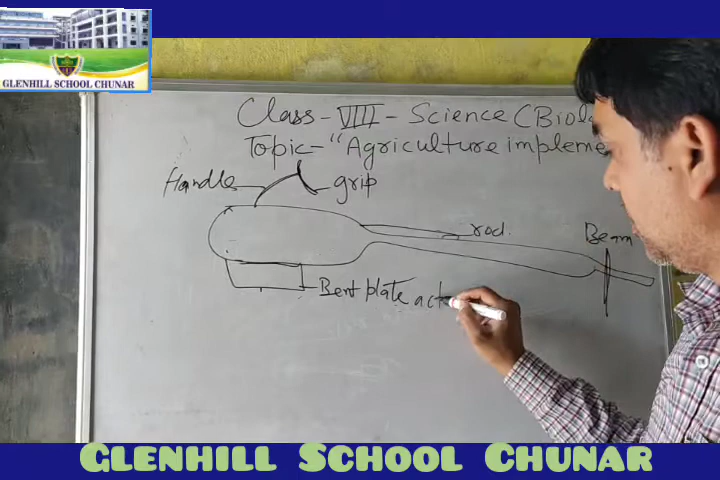 GLENHILL SCHOOL CHUNAR
Class - VIII - Science (Biolo
Topic - "Agriculture impleme
Handle
grip
rod.
Beam
Bent plate act
GLENHILL SCHOOL CHUNAR